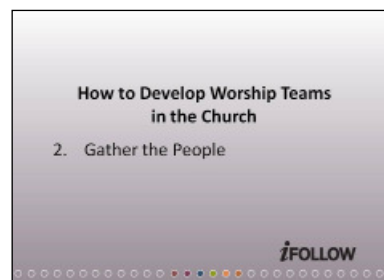 How to Develop Worship Teams
in the Church
2. Gather the People
iFOLLOW